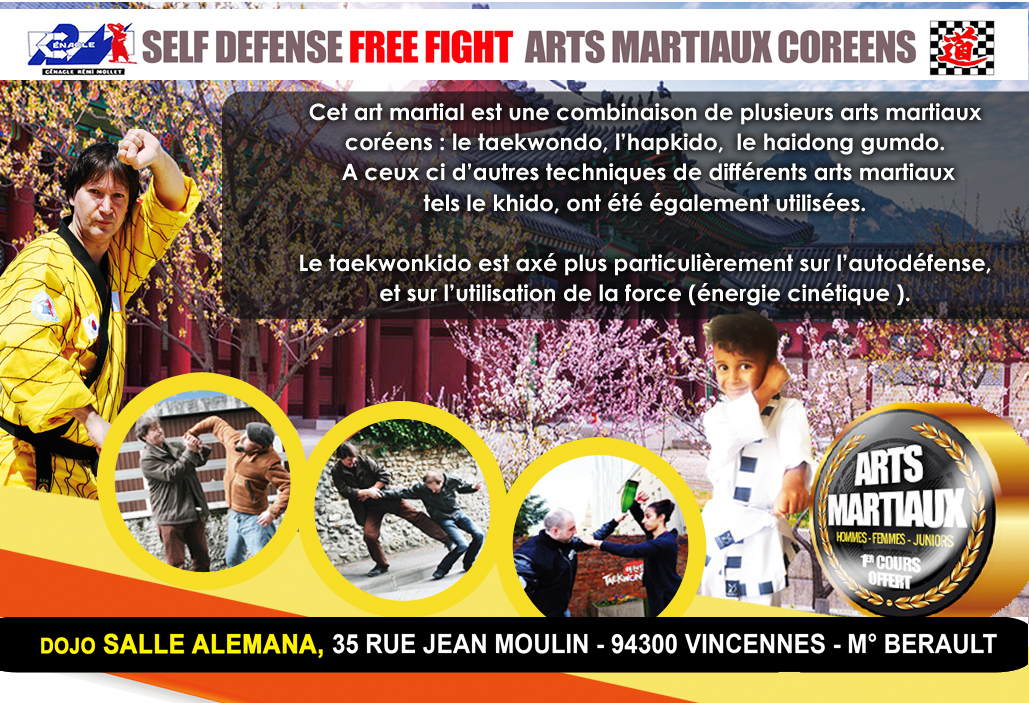 GÉNAGLE
GÉNAGLE RÉMI MOLLET
SELF DEFENSE FREE FIGHT ARTS MARTIAUX COREENS
道
Cet art martial est une combinaison de plusieurs arts martiaux
coréens : le taekwondo, l'hapkido, le haidong gumdo.
A ceux ci d'autres techniques de différents arts martiaux
tels le khido, ont été également utilisées.
Le taekwonkido est axé plus particulièrement sur l'autodéfense,
et sur l'utilisation de la force (énergie cinétique ).
ARTS
MARTIAUX
HOMMES - FEMMES - JUNIORS
1ER COURS
OFFERT
TAEKWON
DOJO SALLE ALEMANA, 35 RUE JEAN MOULIN - 94300 VINCENNES - M° BERAULT